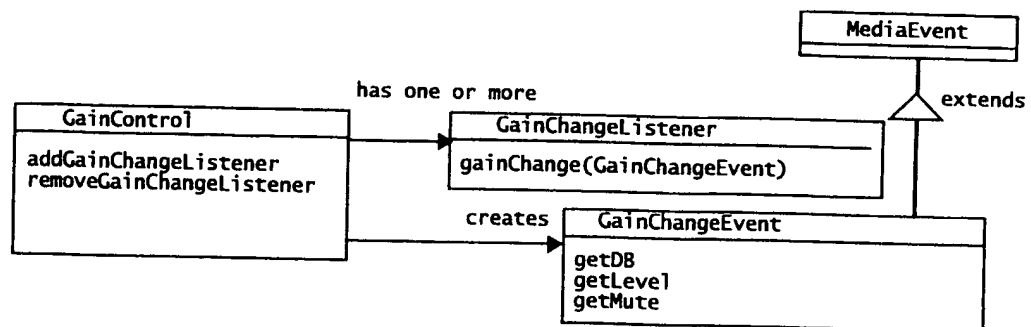 MediaEvent
extends
has one or more
GainControl
addGainChangeListener
removeGainChangeListener
GainChangeListener
gainChange(GainChangeEvent)
creates
GainChangeEvent
getDB
getLevel
getMute